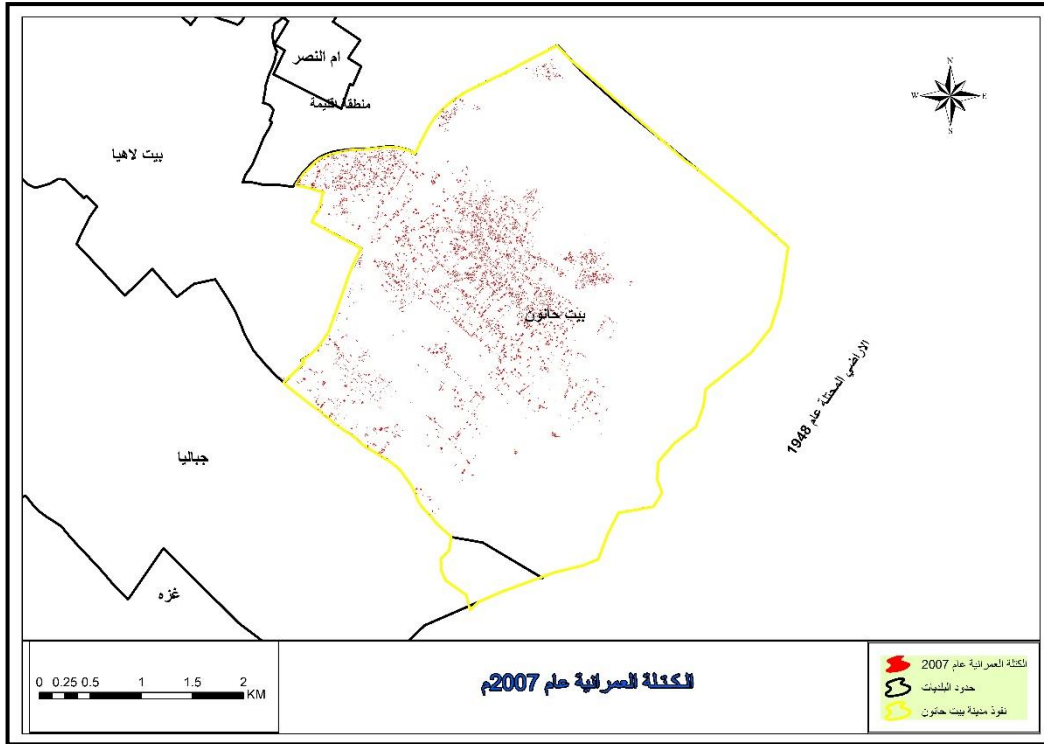 ام النصر
منطقة اقليمة
بيت لاهيا
N
W E
S
بيت حانون
الاراضي المحتلة عام 1948
جباليا
غزه
0 0.25 0.5 1 1.5 2
KM
الكتلة العمرانية عام 2007م
الكتلة العمرانية عام 2007
حدود البلديات
نفوذ مدينة بيت حانون